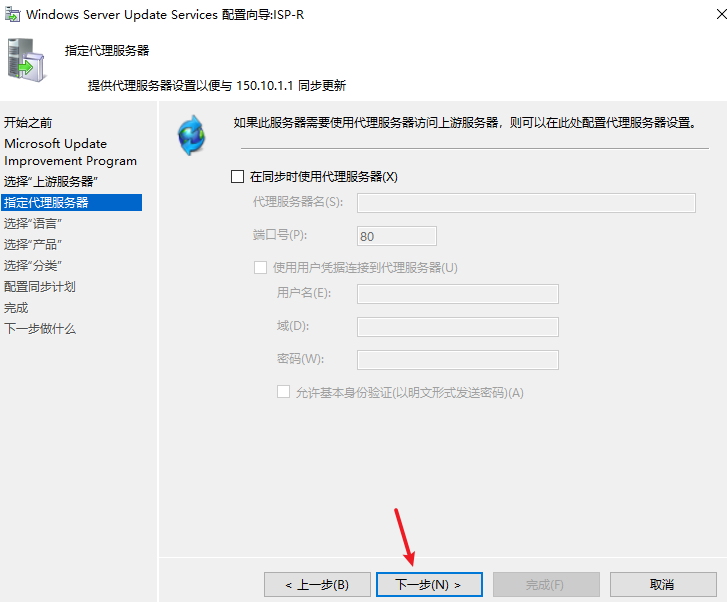 Windows Server Update Services 配置向导:ISP-R
指定代理服务器
提供代理服务器设置以便与 150.10.1.1 同步更新
开始之前
Microsoft Update
Improvement Program
选择"上游服务器"
指定代理服务器
选择"语言"
选择"产品"
选择"分类"
配置同步计划
完成
下一步做什么
如果此服务器需要使用代理服务器访问上游服务器，则可以在此处配置代理服务器设置。
在同步时使用代理服务器(X)
代理服务器名(S):
端口号(P):
80
使用用户凭据连接到代理服务器(U)
用户名(E):
域(D):
密码(W):
允许基本身份验证(以明文形式发送密码)(A)
< 上一步(B)
下一步(N) >
完成(F)
取消